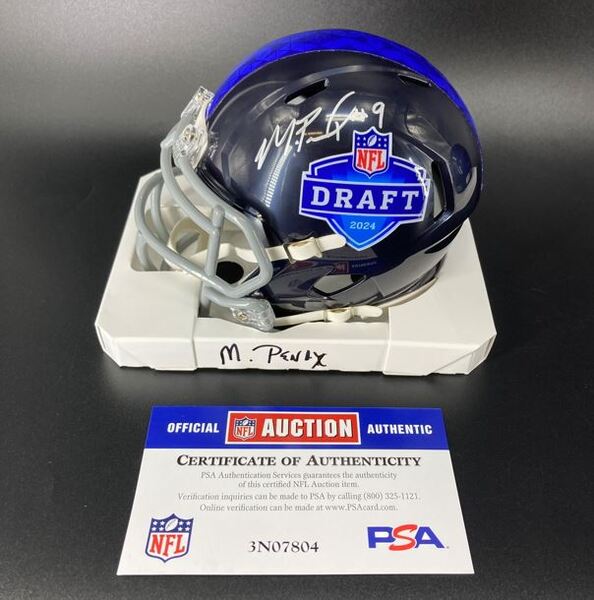 M. Pen #9
NFL
DRAFT
2024
M. PENIX
OFFICIAL NFL AUCTION AUTHENTIC
CERTIFICATE OF AUTHENTICITY
PSA Authentication Services guarantees the authenticity
of this certified NFL Auction item.
Verification inquiries can be made to PSA by calling (800) 325-1121.
Online verification can be made at www.PSAcard.com.
NFL 3N07804 PSA